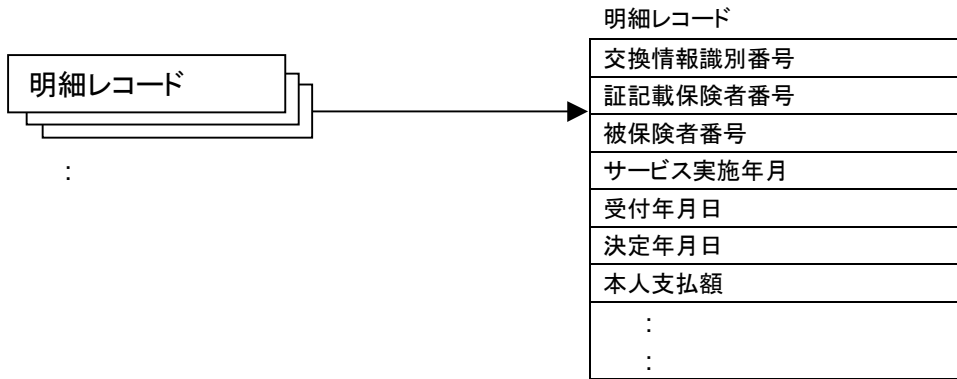 明細レコード
:
明細レコード
交換情報識別番号
証記載保険者番号
被保険者番号
サービス実施年月
受付年月日
決定年月日
本人支払額
:
: